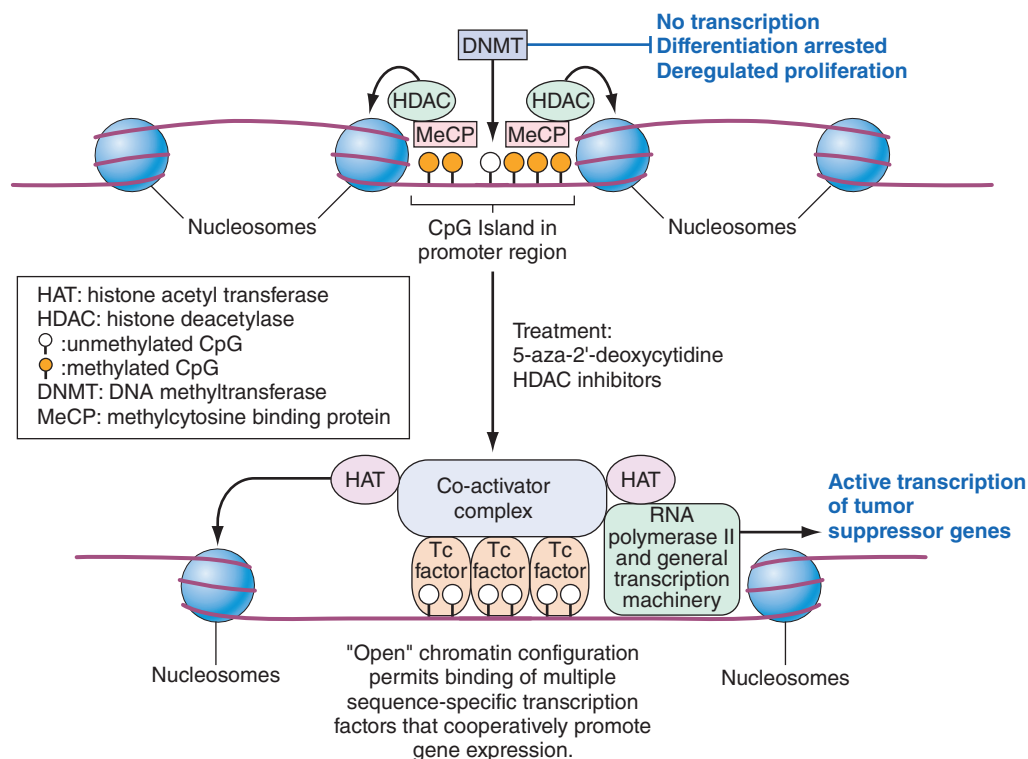 No transcription
Differentiation arrested
Deregulated proliferation
DNMT
HDAC
HDAC
MeCP
MeCP
Nucleosomes
Nucleosomes
CpG Island in
promoter region
HAT: histone acetyl transferase
HDAC: histone deacetylase
:unmethylated CpG
:methylated CpG
DNMT: DNA methyltransferase
MeCP: methylcytosine binding protein
Treatment:
5-aza-2'-deoxycytidine
HDAC inhibitors
HAT
Co-activator
complex
HAT
RNA
polymerase II
and general
transcription
machinery
Active transcription
of tumor
suppressor genes
Tc
factor
Tc
factor
Tc
factor
Nucleosomes
Nucleosomes
"Open" chromatin configuration
permits binding of multiple
sequence-specific transcription
factors that cooperatively promote
gene expression.